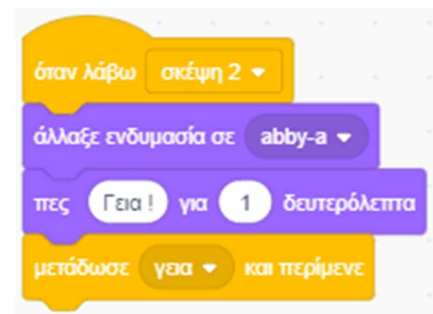 όταν λάβω σκέψη 2
άλλαξε ενδυμασία σε abby-a
πες Γεια ! για 1 δευτερόλεπτα
μετάδωσε γεια και περίμενε